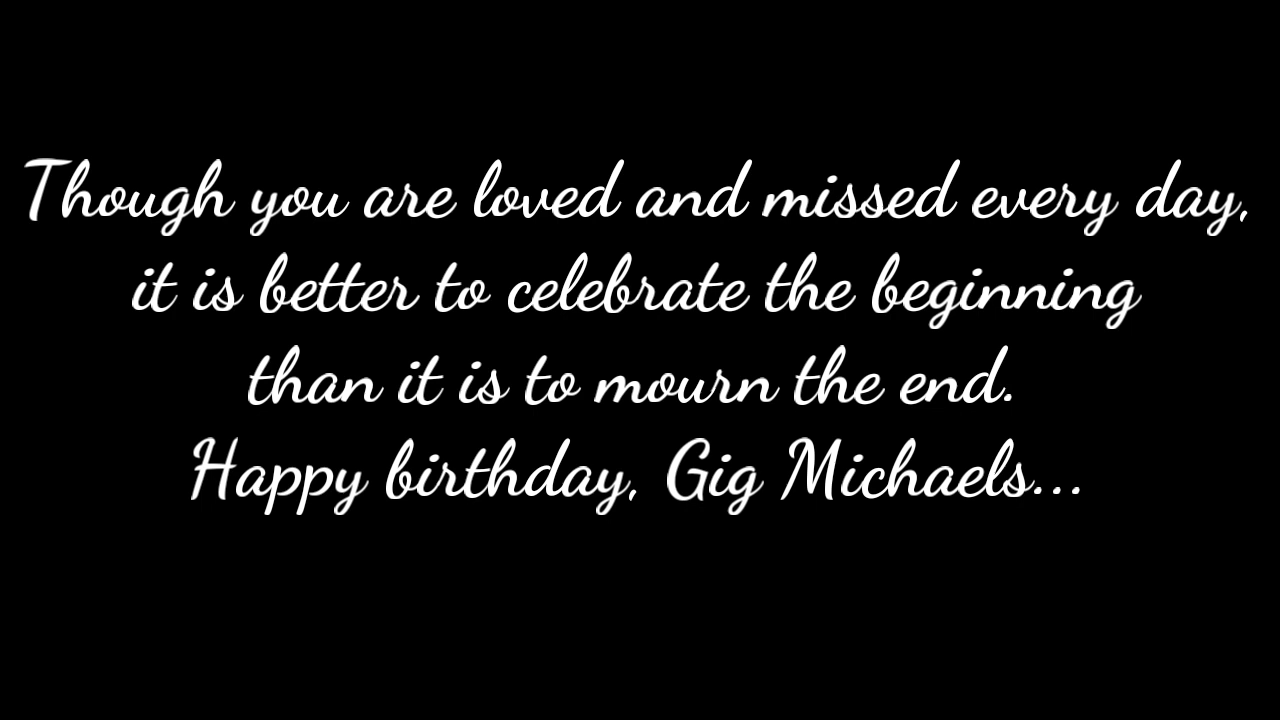 Though you are loved and missed every day,
it is better to celebrate the beginning
than it is to mourn the end.
Happy birthday, Gig Michaels...